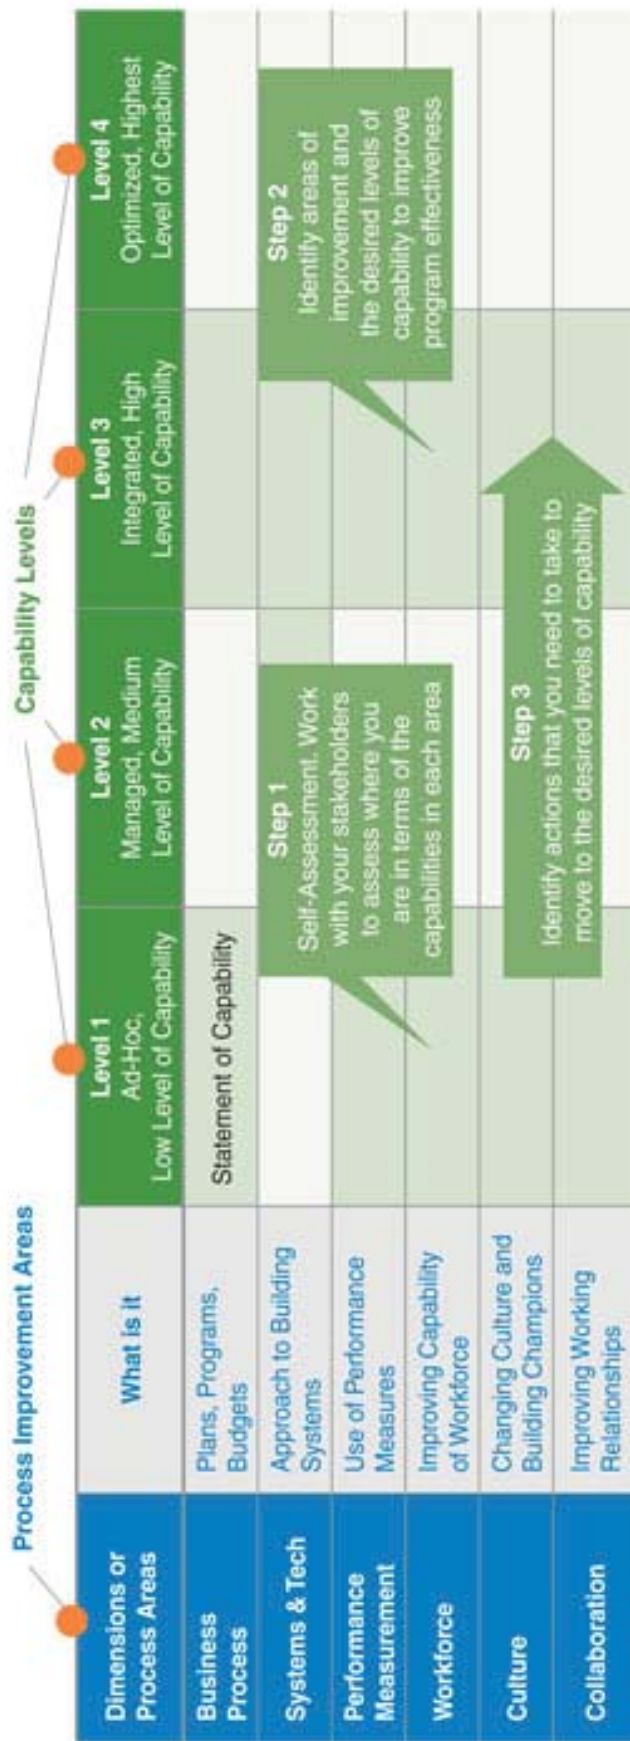 Process Improvement Areas
Capability Levels
Dimensions or
Process Areas
What is it
Level 1
Ad-Hoc,
Low Level of Capability
Level 2
Managed, Medium
Level of Capability
Level 3
Integrated, High
Level of Capability
Level 4
Optimized, Highest
Level of Capability
Business
Process
Plans, Programs,
Budgets
Statement of Capability
Systems & Tech
Approach to Building
Systems
Performance
Measurement
Use of Performance
Measures
Workforce
Improving Capability
of Workforce
Culture
Changing Culture and
Building Champions
Collaboration
Improving Working
Relationships
Step 1
Self-Assessment. Work
with your stakeholders
to assess where you
are in terms of the
capabilities in each area
Step 2
Identify areas of
improvement and
the desired levels of
capability to improve
program effectiveness
Step 3
Identify actions that you need to take to
move to the desired levels of capability